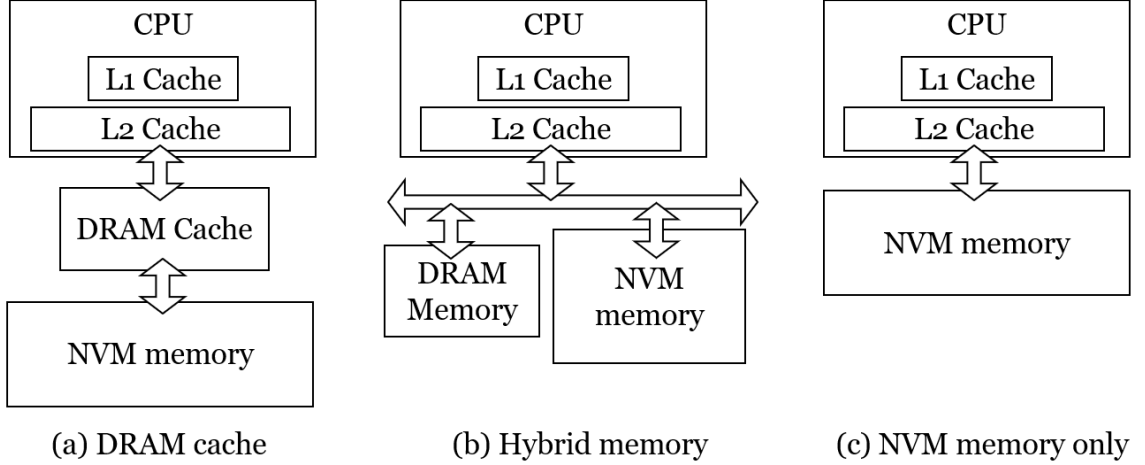 CPU
L1 Cache
L2 Cache
DRAM Cache
NVM memory
(a) DRAM cache
CPU
L1 Cache
L2 Cache
DRAM
Memory
NVM
memory
(b) Hybrid memory
CPU
L1 Cache
L2 Cache
NVM memory
(c) NVM memory only